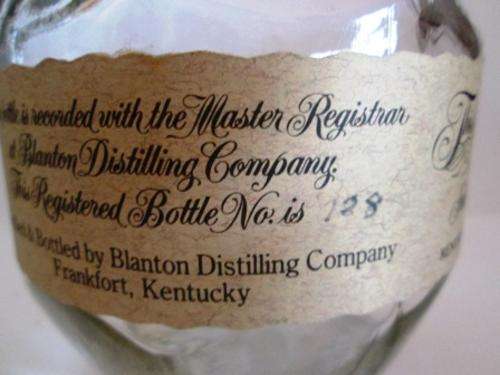 is recorded with the Master Registrar
at Blanton Distilling Company.
This Registered Bottle No. is 128
& Bottled by Blanton Distilling Company
Frankfort, Kentucky